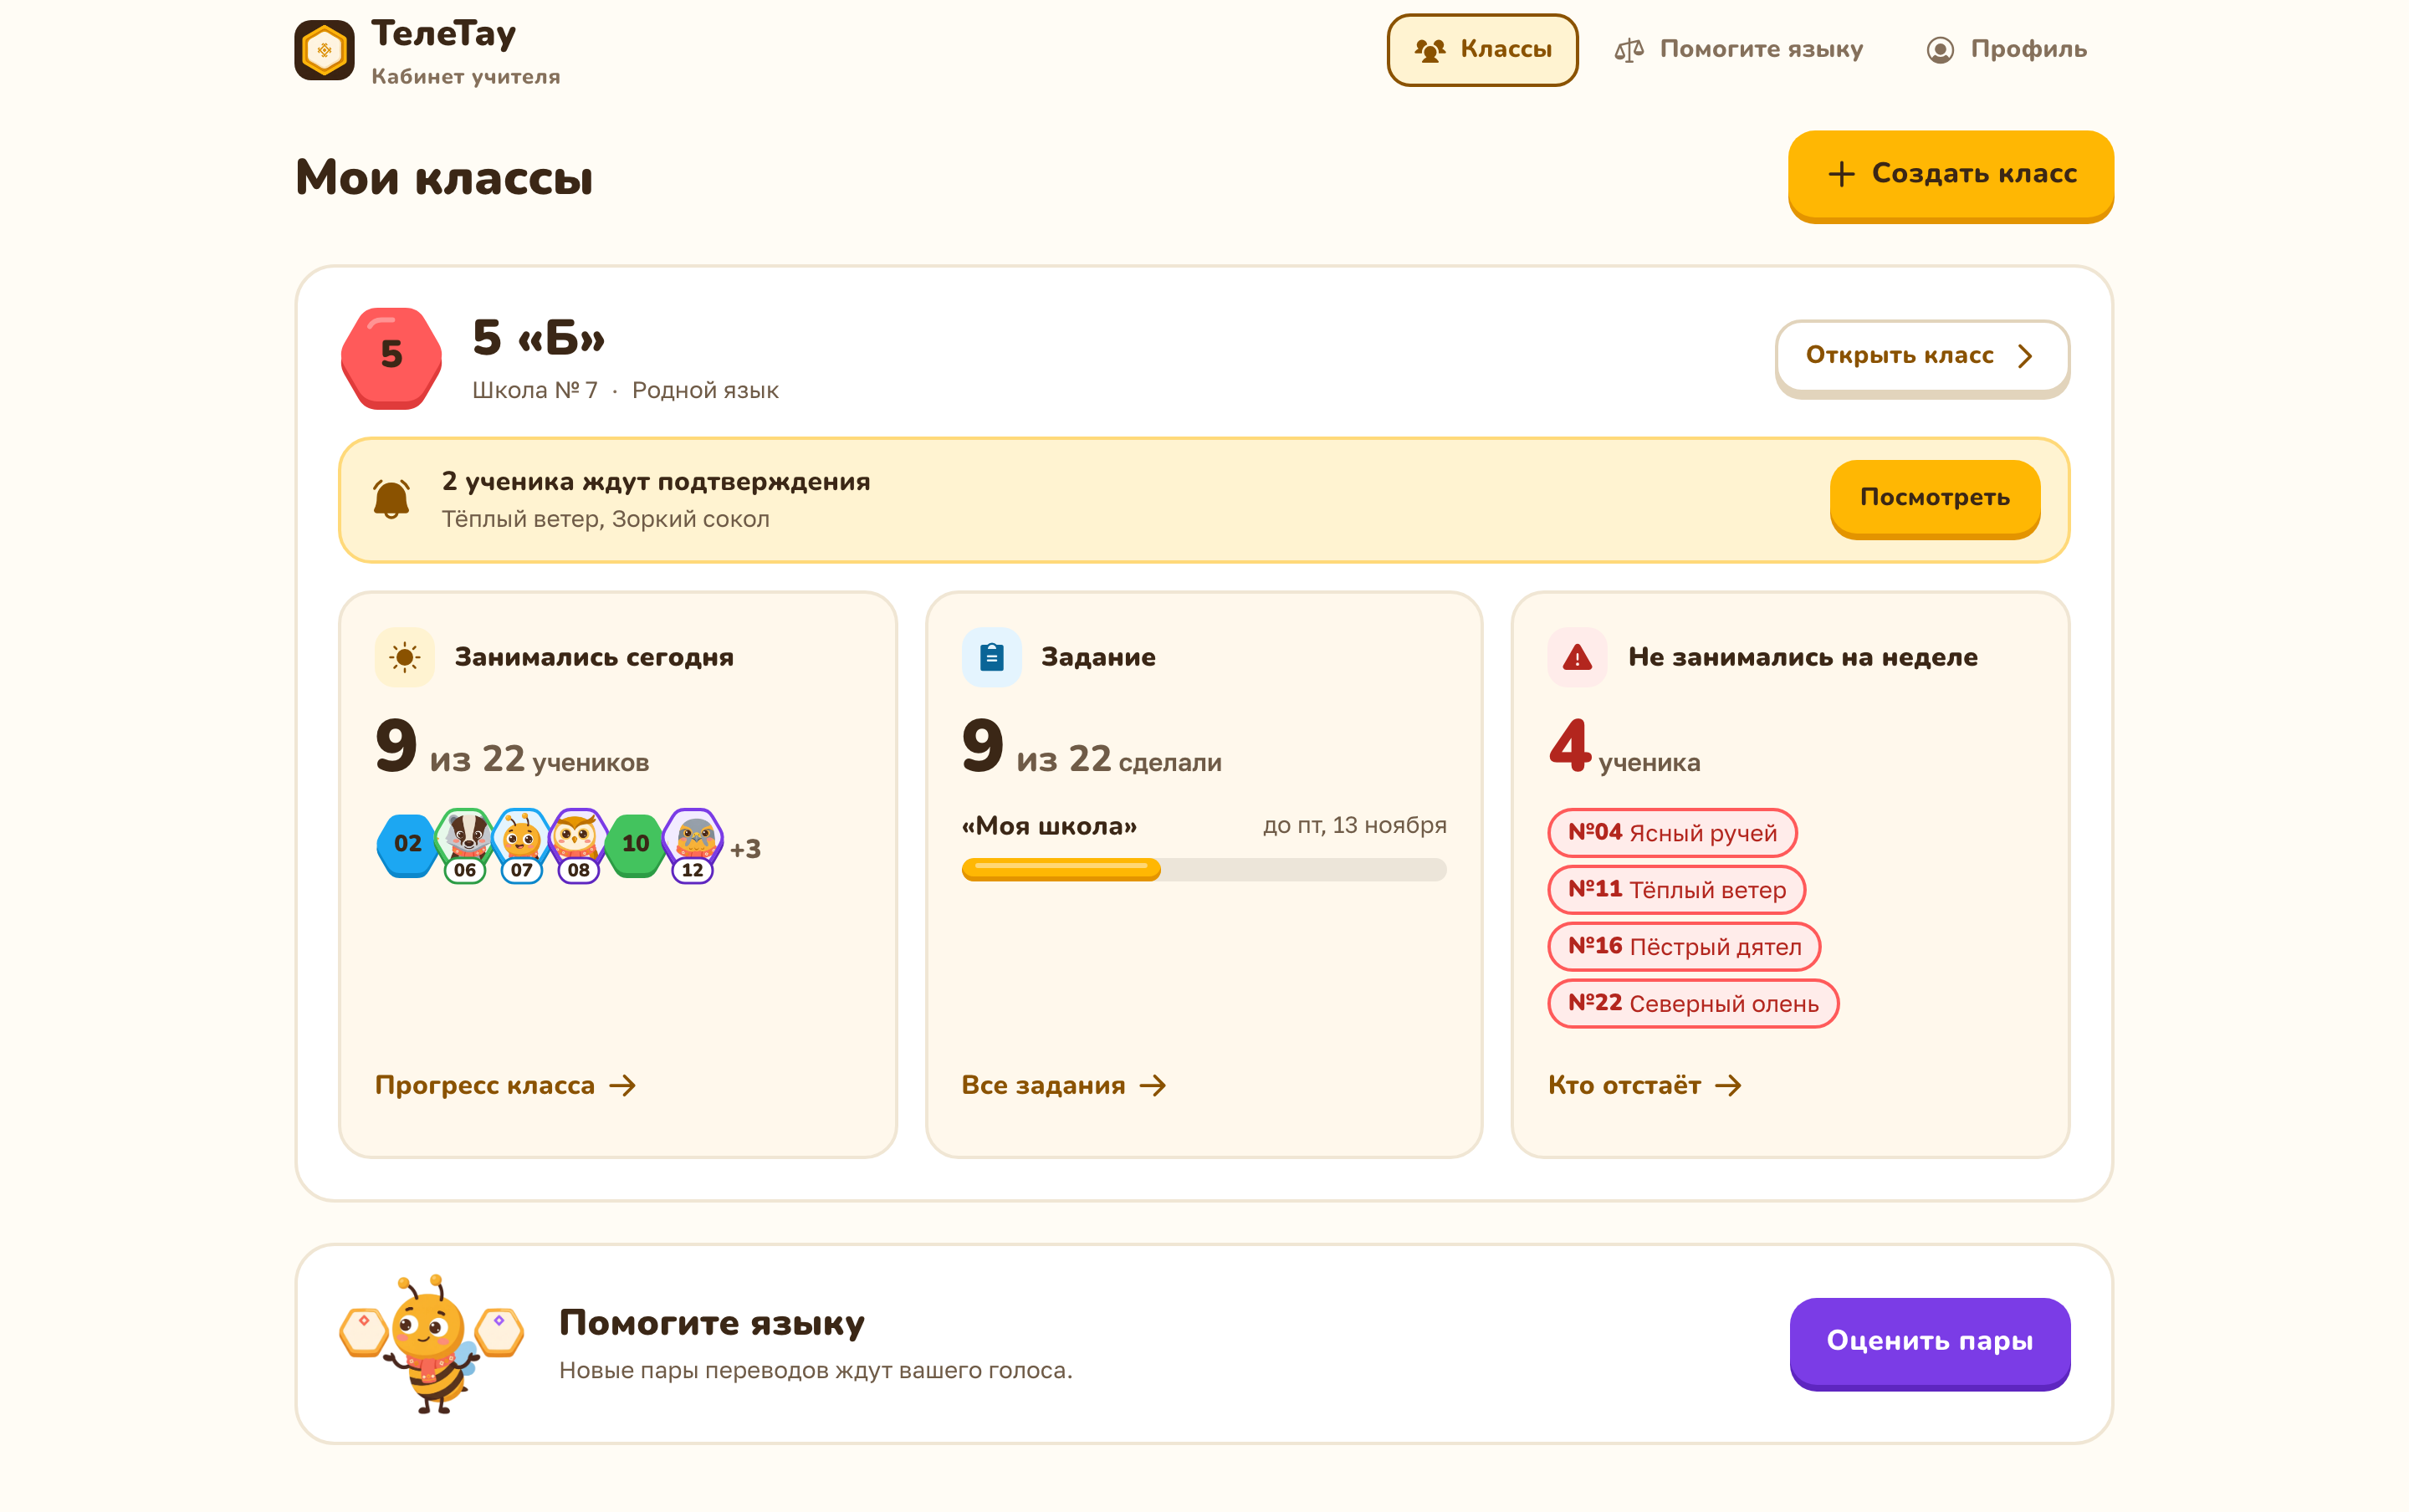 ТелеТау
Кабинет учителя
Классы
Помогите языку
Профиль
Мои классы
Создать класс
5
5 «Б»
Школа № 7 · Родной язык
Открыть класс
2 ученика ждут подтверждения
Тёплый ветер, Зоркий сокол
Посмотреть
Занимались сегодня
9 из 22 учеников
02 06 07 08 10 12 +3
Прогресс класса
Задание
9 из 22 сделали
«Моя школа» до пт, 13 ноября
Все задания
Не занимались на неделе
4 ученика
№04 Ясный ручей
№11 Тёплый ветер
№16 Пёстрый дятел
№22 Северный олень
Кто отстаёт
Помогите языку
Новые пары переводов ждут вашего голоса.
Оценить пары